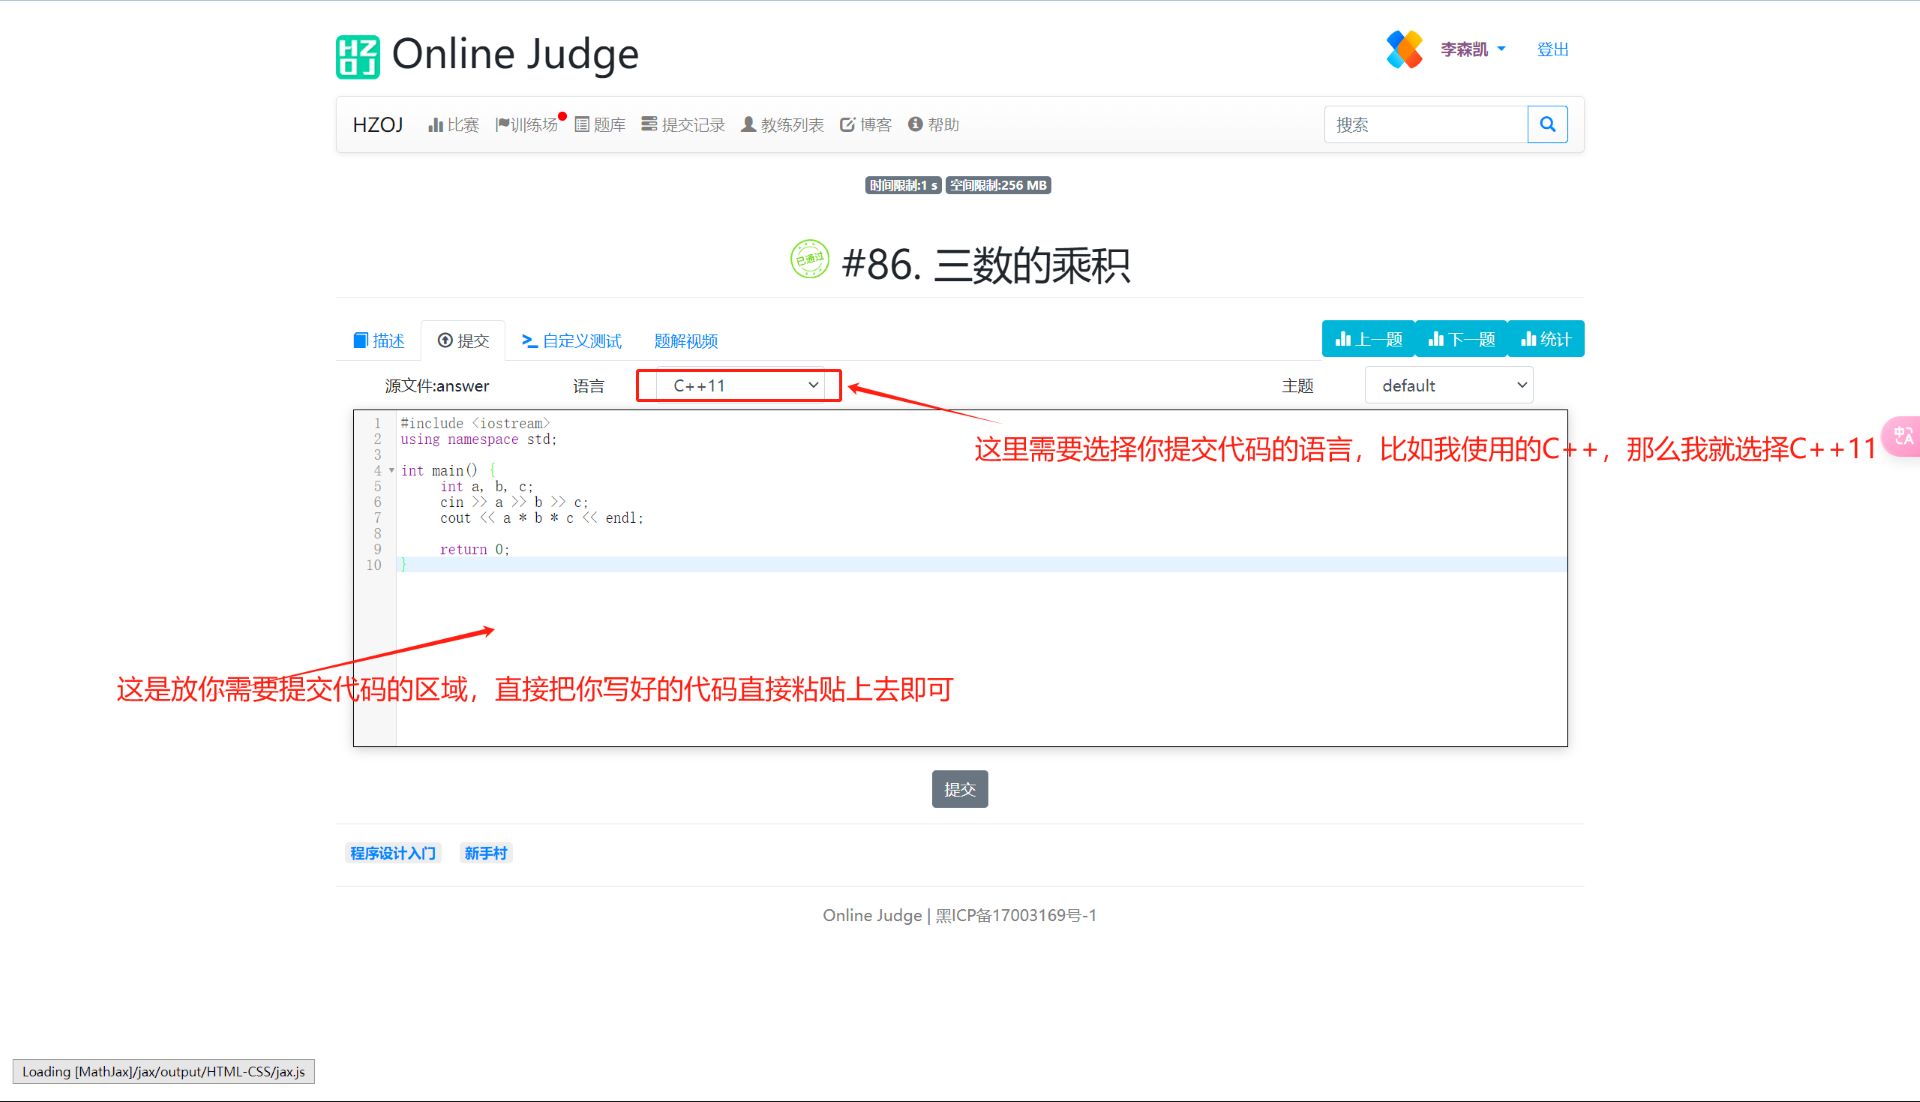 HZOJ Online Judge 李森凯 登出
HZOJ 比赛 训练场 题库 提交记录 教练列表 博客 帮助 搜索
时间限制:1 s 空间限制:256 MB
已通过 #86. 三数的乘积
描述 提交 自定义测试 题解视频 上一题 下一题 统计
源文件:answer 语言 C++11 主题 default
这里需要选择你提交代码的语言，比如我使用的C++，那么我就选择C++11
1 #include <iostream>
2 using namespace std;
3
4 int main() {
5 int a, b, c;
6 cin >> a >> b >> c;
7 cout << a * b * c << endl;
8
9 return 0;
10 }
这是放你需要提交代码的区域，直接把你写好的代码直接粘贴上去即可
提交
程序设计入门 新手村
Online Judge | 黑ICP备17003169号-1
Loading [MathJax]/jax/output/HTML-CSS/jax.js